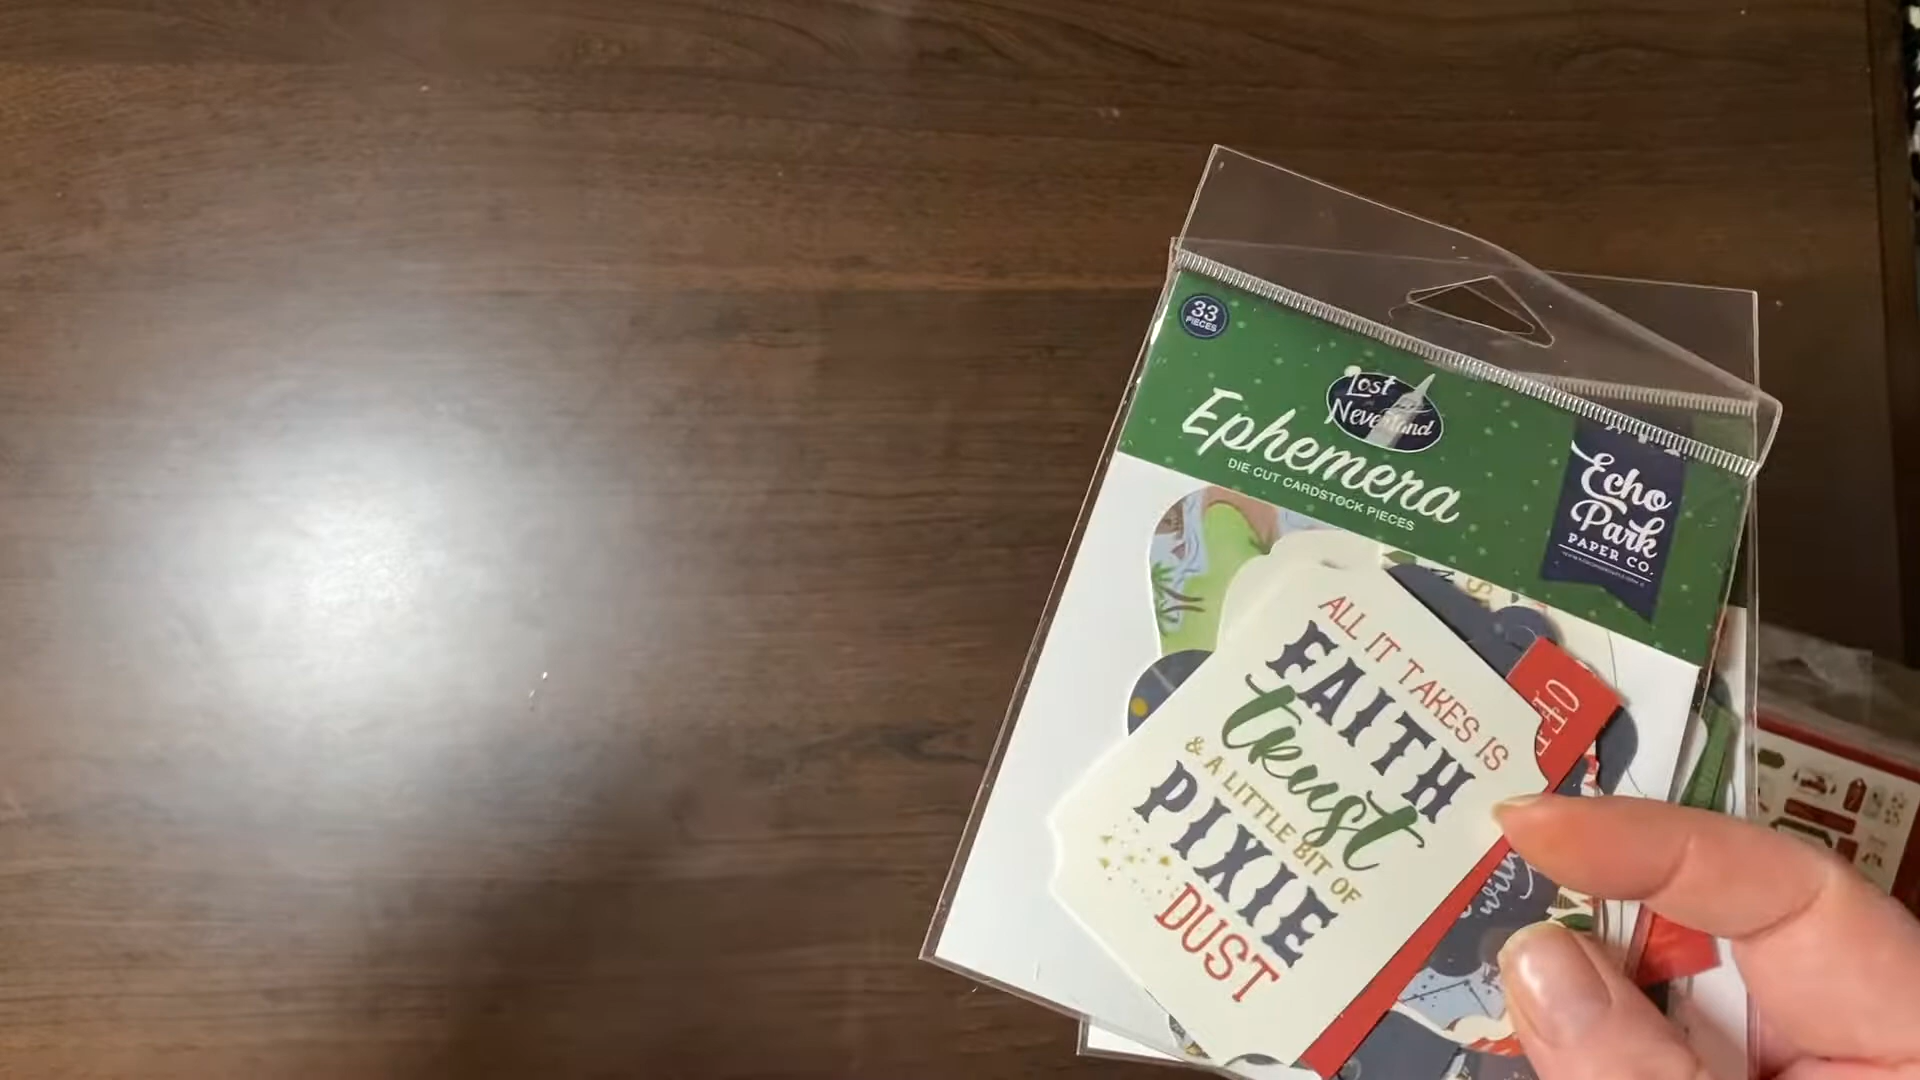 33
PIECES
Lost
Neverland
Ephemera
DIE CUT CARDSTOCK PIECES
Echo
Park
PAPER CO.
ALL IT TAKES IS
FAITH
trust
& A LITTLE BIT OF
PIXIE
DUST